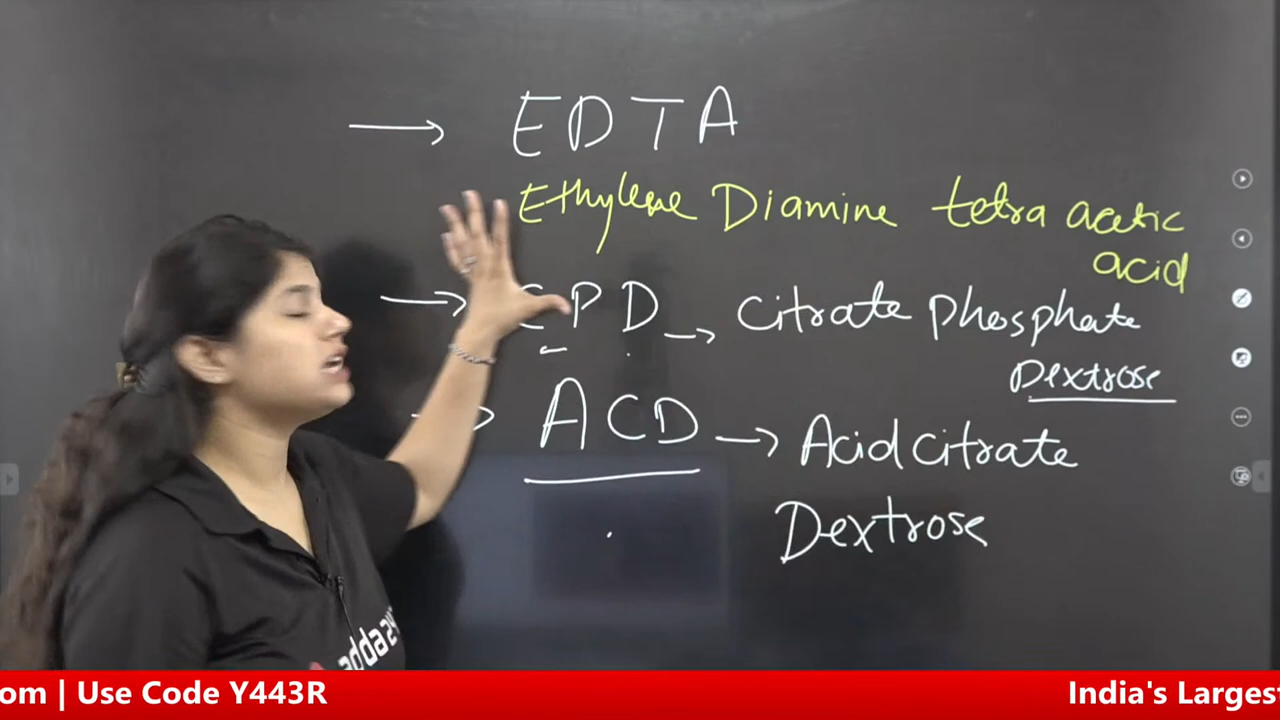 → EDTA
Ethylene Diamine tetra acetic
acid
→ CPD → Citrate Phosphate
Dextrose
→ ACD → Acid citrate
Dextrose
adda24
om | Use Code Y443R
India's Largest